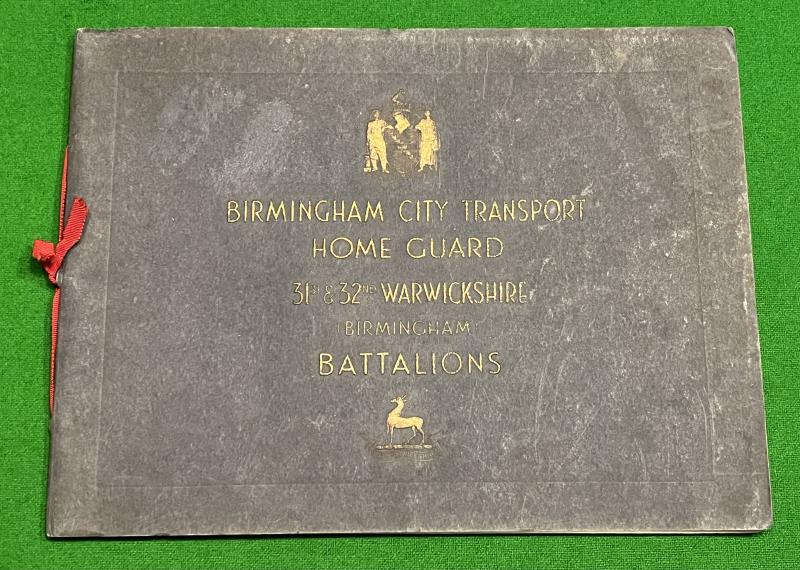 BIRMINGHAM CITY TRANSPORT
HOME GUARD
31ST & 32ND WARWICKSHIRE
(BIRMINGHAM)
BATTALIONS